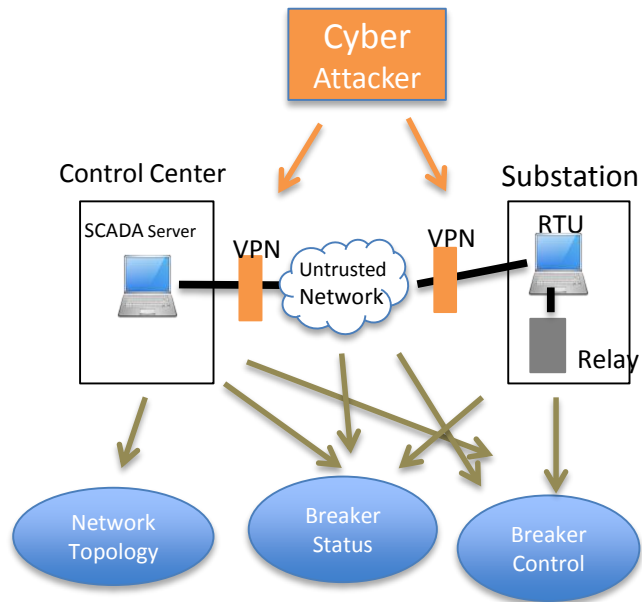 Cyber
Attacker
Control Center
Substation
SCADA Server
VPN
Untrusted
Network
VPN
RTU
Relay
Network
Topology
Breaker
Status
Breaker
Control